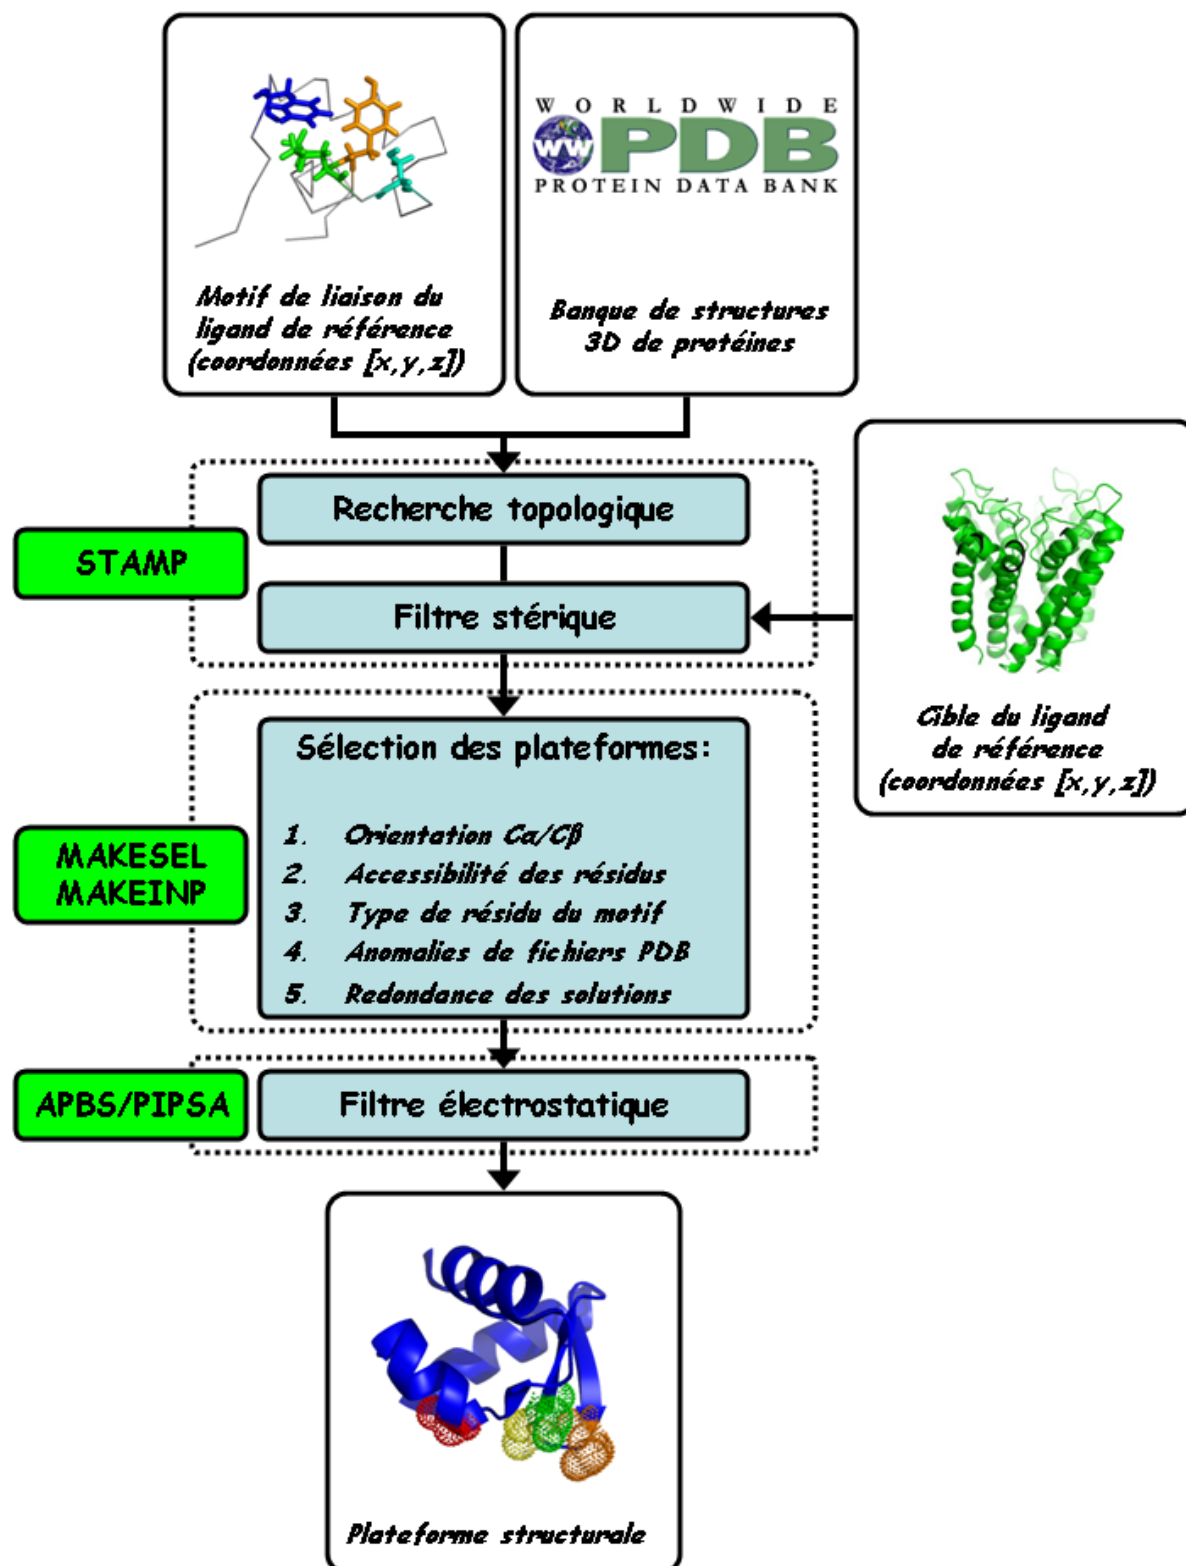 WORLDWIDE
WW PDB
PROTEIN DATA BANK
Motif de liaison du
ligand de référence
(coordonnées [x,y,z])
Banque de structures
3D de protéines
Recherche topologique
STAMP
Filtre stérique
Cible du ligand
de référence
(coordonnées [x,y,z])
Sélection des plateformes:
MAKESEL
MAKEINP
1. Orientation Cα/Cβ
2. Accessibilité des résidus
3. Type de résidu du motif
4. Anomalies de fichiers PDB
5. Redondance des solutions
APBS/PIPSA
Filtre électrostatique
Plateforme structurale